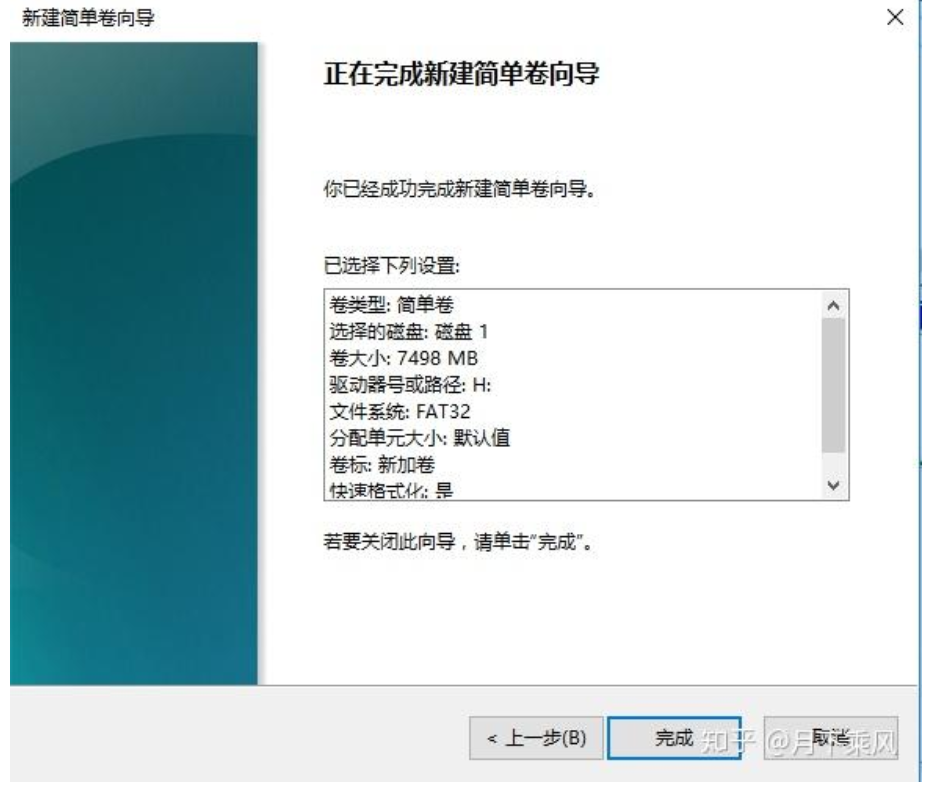 新建简单卷向导
正在完成新建简单卷向导
你已经成功完成新建简单卷向导。
已选择下列设置:
卷类型: 简单卷
选择的磁盘: 磁盘 1
卷大小: 7498 MB
驱动器号或路径: H:
文件系统: FAT32
分配单元大小: 默认值
卷标: 新加卷
快速格式化: 是
若要关闭此向导，请单击"完成"。
< 上一步(B)
完成
取消
知乎 @月下乘风